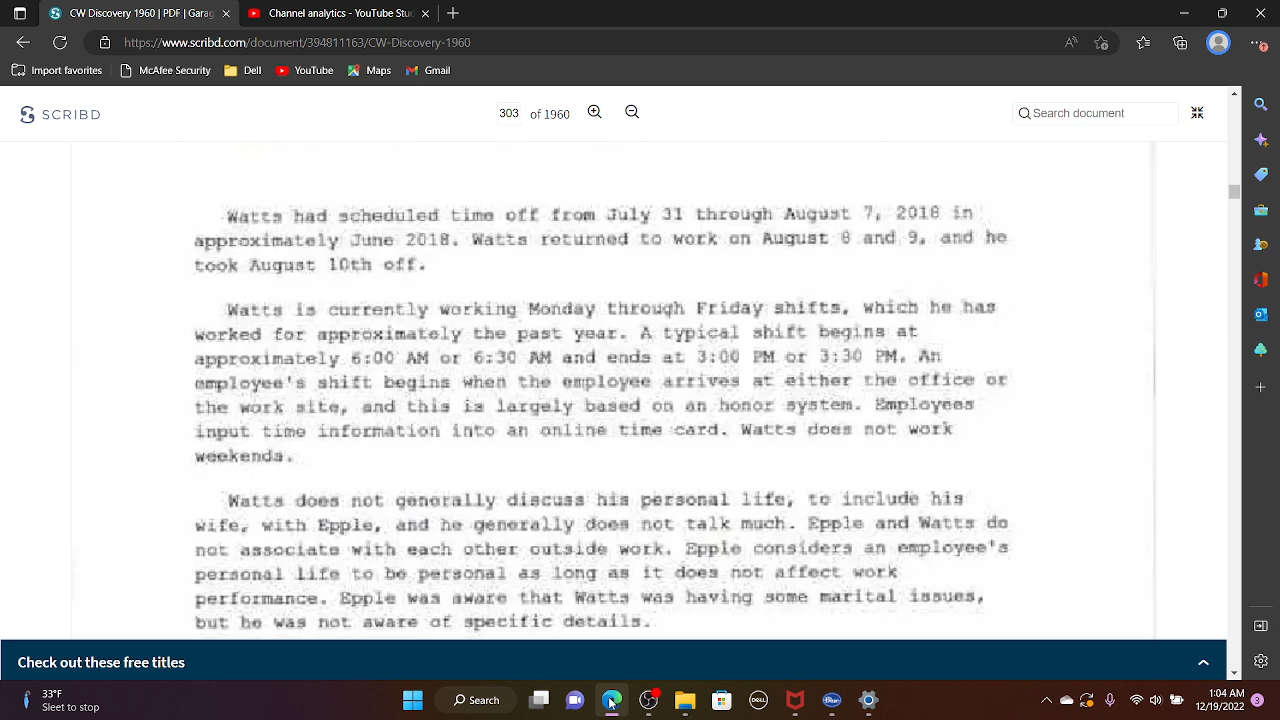 CW Discovery 1960 | PDF | Garag
Channel analytics - YouTube Stu
https://www.scribd.com/document/394811163/CW-Discovery-1960
Import favorites
McAfee Security
Dell
YouTube
Maps
Gmail
SCRIBD
303 of 1960
Search document
Watts had scheduled time off from July 31 through August 7, 2018 in
approximately June 2018. Watts returned to work on August 8 and 9, and he
took August 10th off.
Watts is currently working Monday through Friday shifts, which he has
worked for approximately the past year. A typical shift begins at
approximately 6:00 AM or 6:30 AM and ends at 3:00 PM or 3:30 PM. An
employee's shift begins when the employee arrives at either the office or
the work site, and this is largely based on an honor system. Employees
input time information into an online time card. Watts does not work
weekends.
Watts does not generally discuss his personal life, to include his
wife, with Epple, and he generally does not talk much. Epple and Watts do
not associate with each other outside work. Epple considers an employee's
personal life to be personal as long as it does not affect work
performance. Epple was aware that Watts was having some marital issues,
but he was not aware of specific details.
Check out these free titles
33°F
Sleet to stop
Search
DELL
Blue
1:04 AM
12/19/2022
3